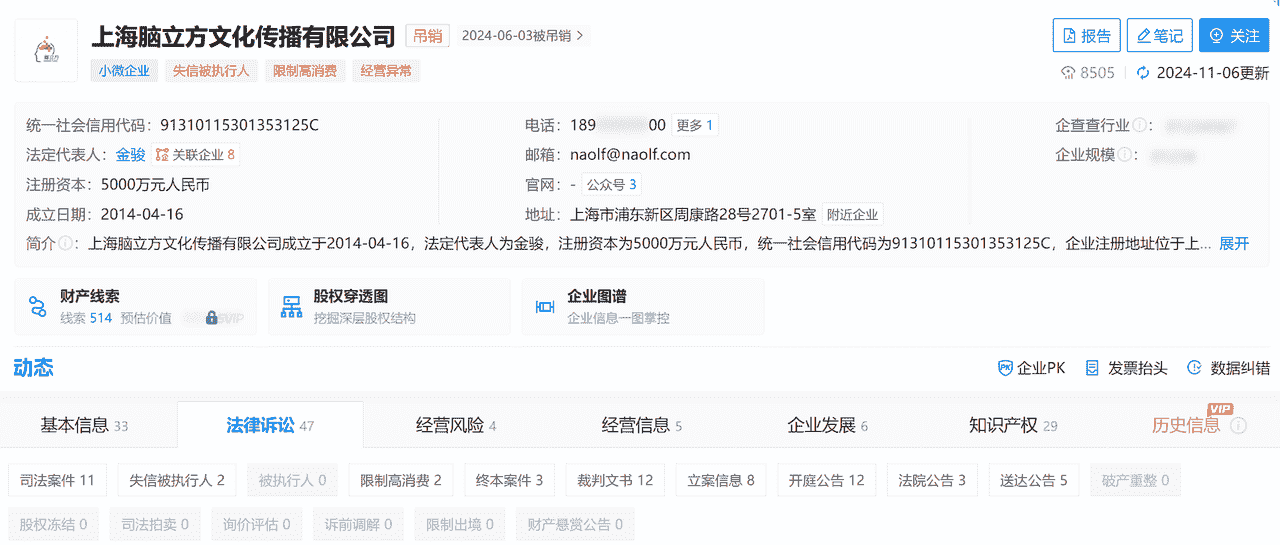 上海脑立方文化传播有限公司 吊销 2024-06-03被吊销 >
报告 笔记 关注
小微企业 失信被执行人 限制高消费 经营异常
8505 2024-11-06更新
统一社会信用代码：91310115301353125C 电话：189 00 更多 1 企查查行业：
法定代表人：金骏 关联企业 8 邮箱：naolf@naolf.com 企业规模：
注册资本：5000万元人民币 官网：- 公众号 3
成立日期：2014-04-16 地址：上海市浦东新区周康路28号2701-5室 附近企业
简介：上海脑立方文化传播有限公司成立于2014-04-16，法定代表人为金骏，注册资本为5000万元人民币，统一社会信用代码为91310115301353125C，企业注册地址位于上... 展开
财产线索 股权穿透图 企业图谱
线索 514 预估价值 VIP 挖掘深层股权结构 企业信息一图掌控
动态 企业PK 发票抬头 数据纠错
VIP
基本信息 33 法律诉讼 47 经营风险 4 经营信息 5 企业发展 6 知识产权 29 历史信息
司法案件 11 失信被执行人 2 被执行人 0 限制高消费 2 终本案件 3 裁判文书 12 立案信息 8 开庭公告 12 法院公告 3 送达公告 5 破产重整 0
股权冻结 0 司法拍卖 0 询价评估 0 诉前调解 0 限制出境 0 财产悬赏公告 0